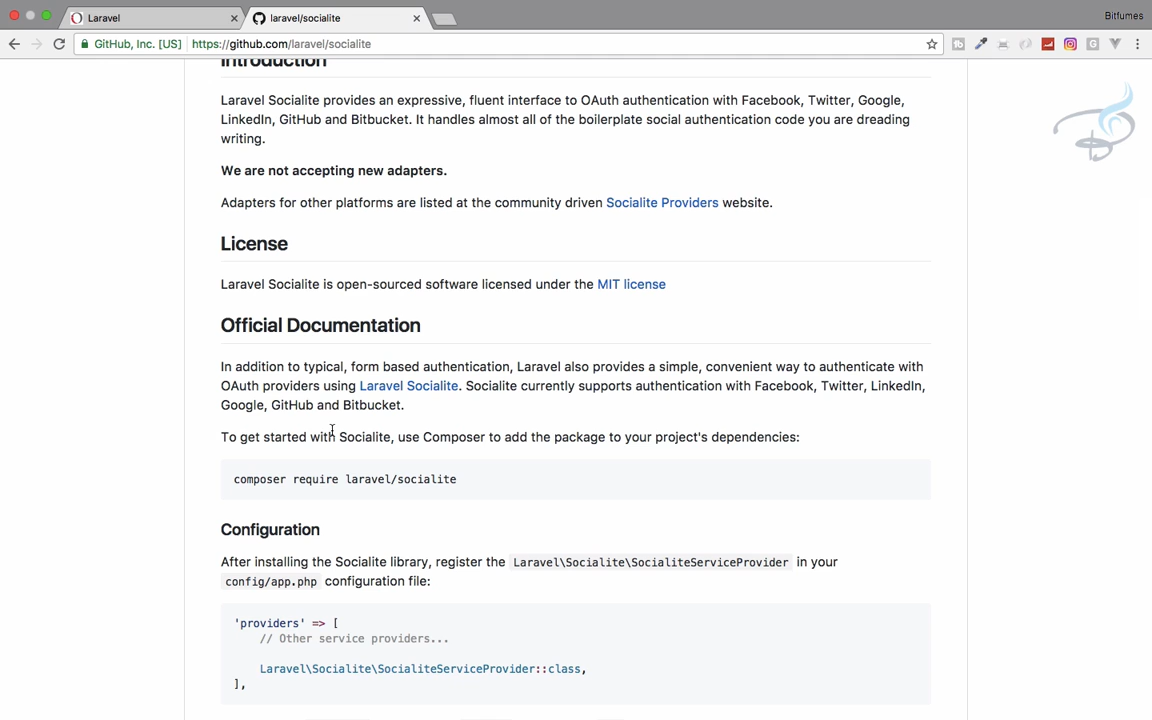 Laravel
laravel/socialite
Bitfumes
GitHub, Inc. [US] https://github.com/laravel/socialite
Introduction
Laravel Socialite provides an expressive, fluent interface to OAuth authentication with Facebook, Twitter, Google,
LinkedIn, GitHub and Bitbucket. It handles almost all of the boilerplate social authentication code you are dreading
writing.
We are not accepting new adapters.
Adapters for other platforms are listed at the community driven Socialite Providers website.
License
Laravel Socialite is open-sourced software licensed under the MIT license
Official Documentation
In addition to typical, form based authentication, Laravel also provides a simple, convenient way to authenticate with
OAuth providers using Laravel Socialite. Socialite currently supports authentication with Facebook, Twitter, LinkedIn,
Google, GitHub and Bitbucket.
To get started with Socialite, use Composer to add the package to your project's dependencies:
composer require laravel/socialite
Configuration
After installing the Socialite library, register the Laravel\Socialite\SocialiteServiceProvider in your
config/app.php configuration file:
'providers' => [
// Other service providers...
Laravel\Socialite\SocialiteServiceProvider::class,
],